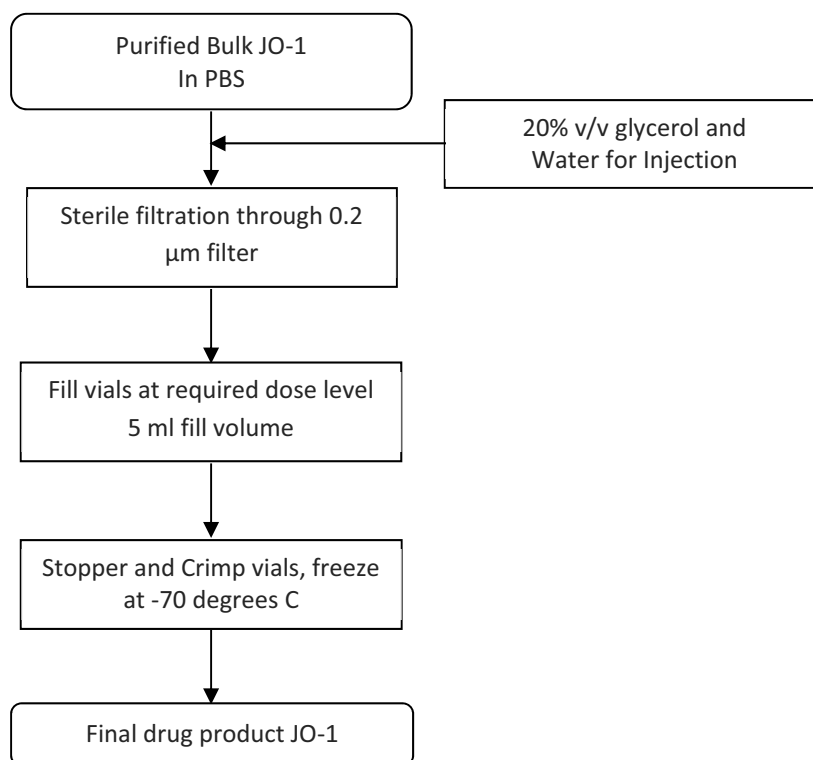 Purified Bulk JO-1
In PBS
20% v/v glycerol and
Water for Injection
Sterile filtration through 0.2
μm filter
Fill vials at required dose level
5 ml fill volume
Stopper and Crimp vials, freeze
at -70 degrees C
Final drug product JO-1